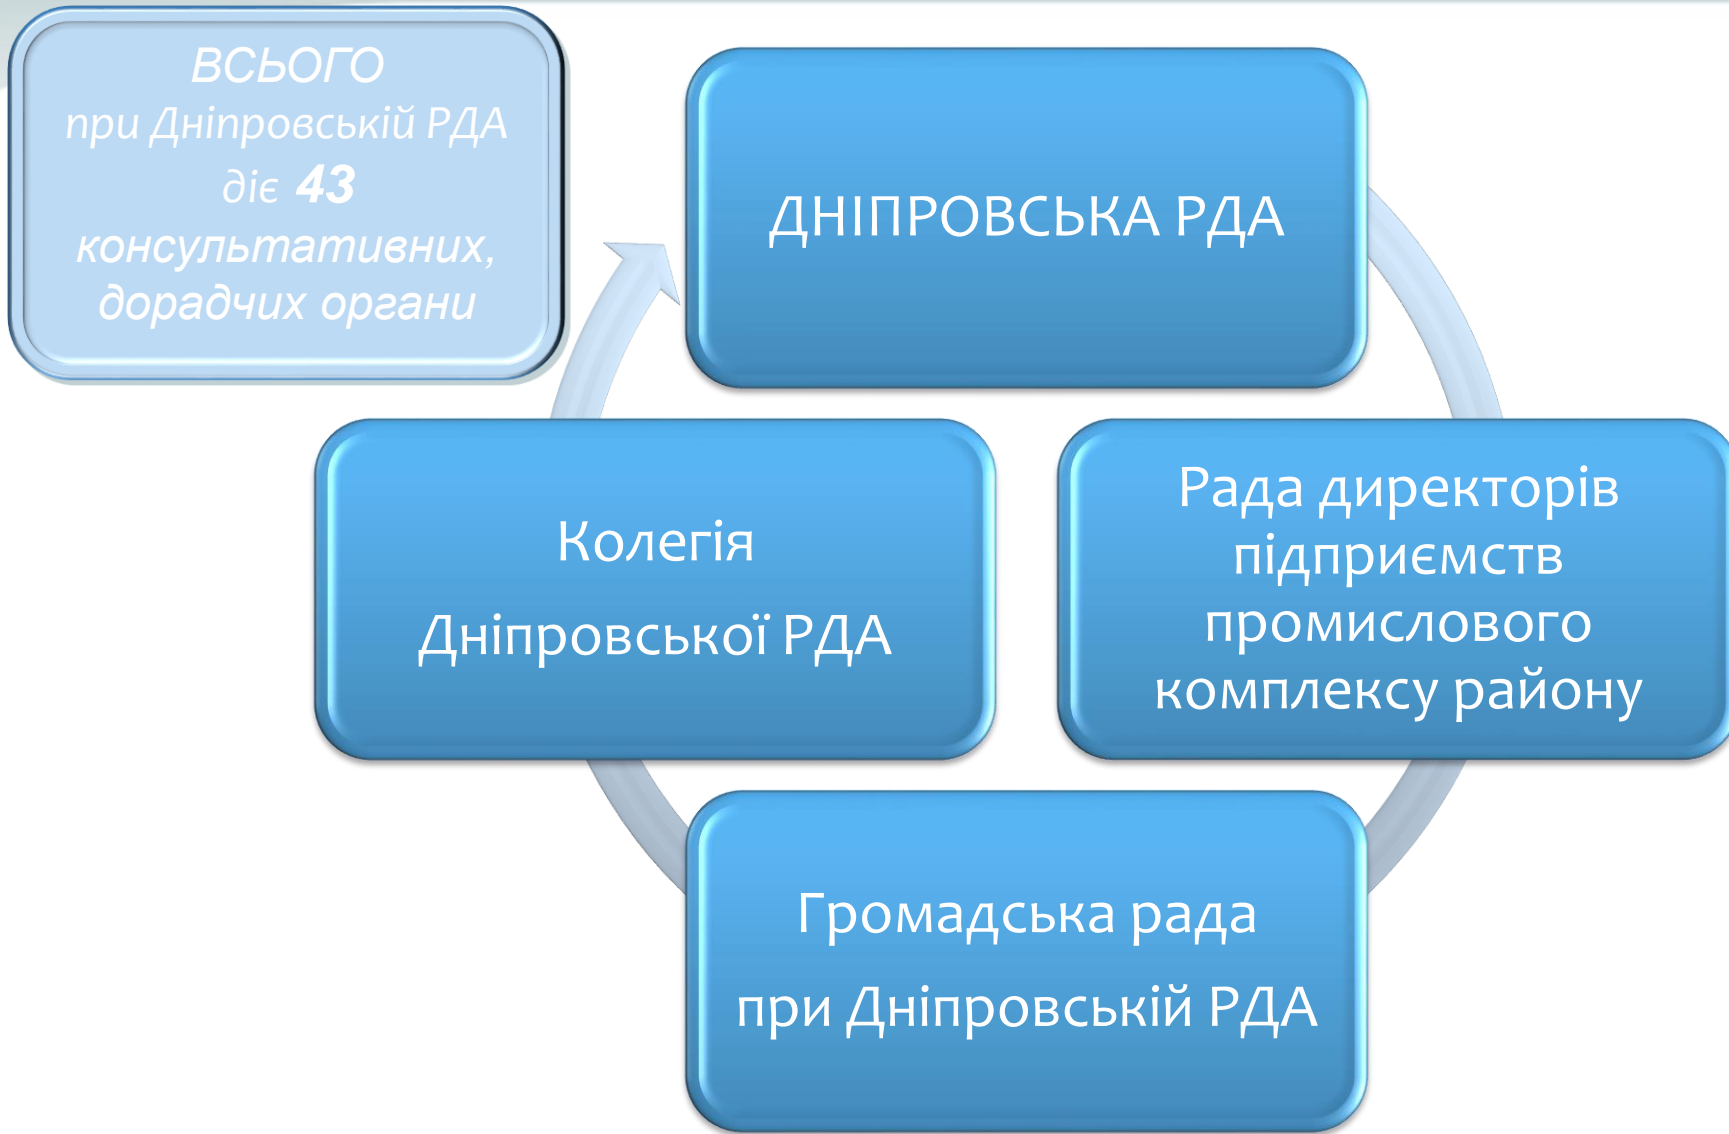 ВСЬОГО
при Дніпровській РДА
діє 43
консультативних,
дорадчих органи
ДНІПРОВСЬКА РДА
Колегія
Дніпровської РДА
Рада директорів
підприємств
промислового
комплексу району
Громадська рада
при Дніпровській РДА